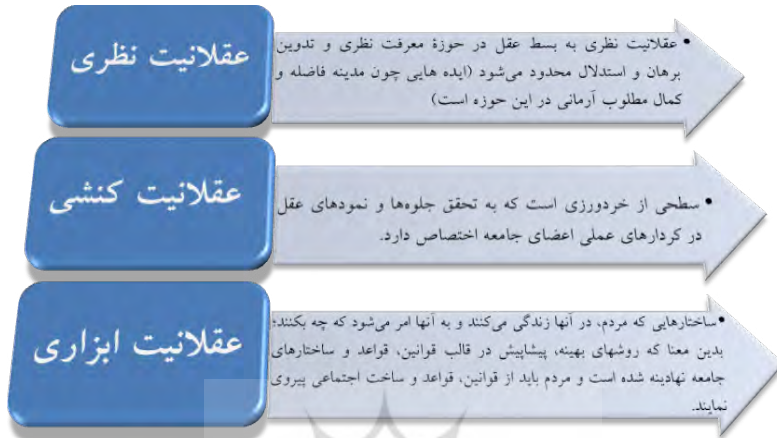 عقلانیت نظری
•عقلانیت نظری به بسط عقل در حوزۀ معرفت نظری و تدوین
برهان و استدلال محدود می‌شود (ایده هایی چون مدینه فاضله و
کمال مطلوب آرمانی در این حوزه است)
عقلانیت کنشی
•سطحی از خردورزی است که به تحقق جلوه‌ها و نمودهای عقل
در کردارهای عملی اعضای جامعه اختصاص دارد.
عقلانیت ابزاری
•ساختارهایی که مردم، در آنها زندگی می‌کنند و به آنها امر می‌شود که چه بکنند؛
بدین معنا که روشهای بهینه، پیشاپیش در قالب قوانین، قواعد و ساختارهای
جامعه نهادینه شده است و مردم باید از قوانین، قواعد و ساخت اجتماعی پیروی
نمایند.